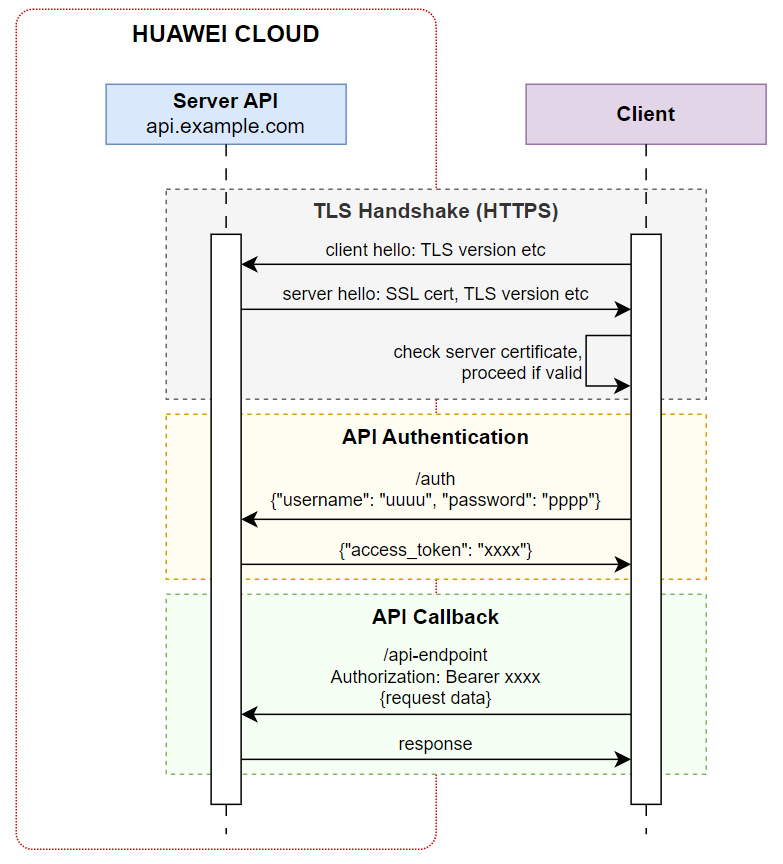 HUAWEI CLOUD
Server API
api.example.com
Client
TLS Handshake (HTTPS)
client hello: TLS version etc
server hello: SSL cert, TLS version etc
check server certificate,
proceed if valid
API Authentication
/auth
{"username": "uuuu", "password": "pppp"}
{"access_token": "xxxx"}
API Callback
/api-endpoint
Authorization: Bearer xxxx
{request data}
response